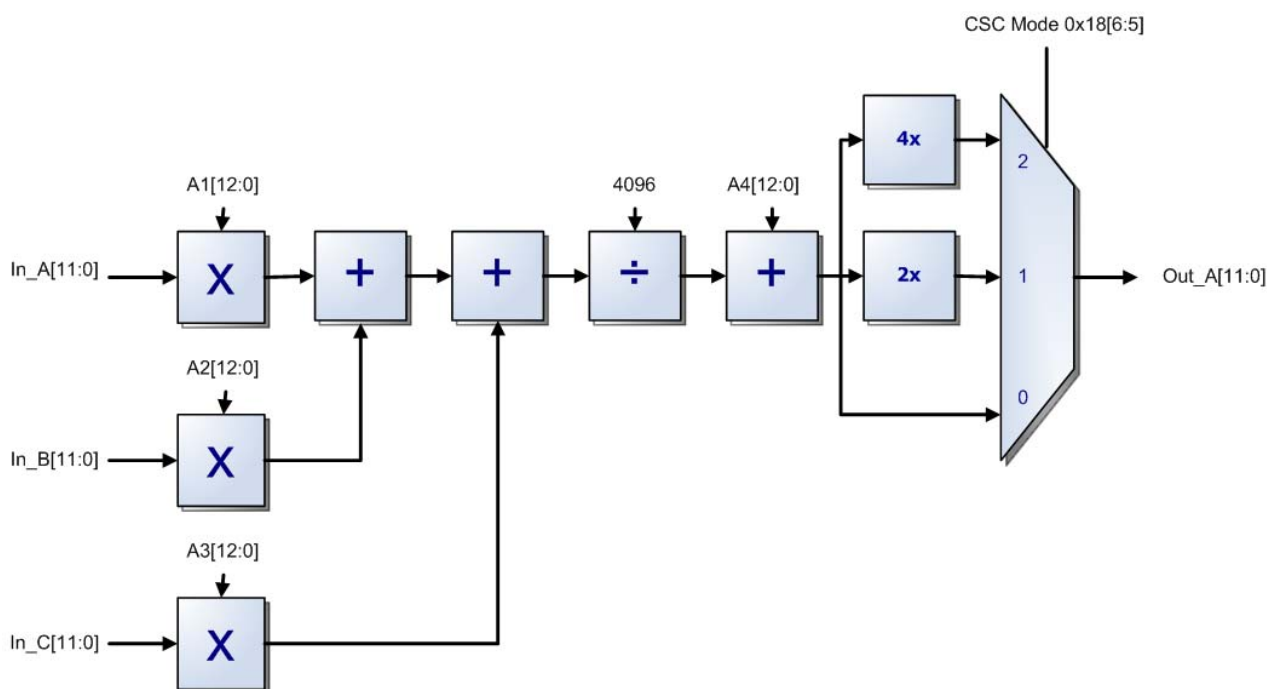 CSC Mode 0x18[6:5]
4x
2
A1[12:0]
4096
A4[12:0]
In_A[11:0]
X
+
+
÷
+
2x
1
Out_A[11:0]
A2[12:0]
0
In_B[11:0]
X
A3[12:0]
In_C[11:0]
X